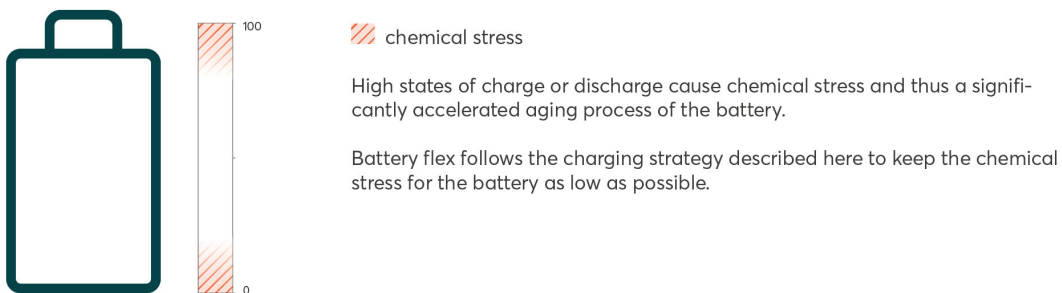 100
chemical stress
High states of charge or discharge cause chemical stress and thus a signifi-
cantly accelerated aging process of the battery.
Battery flex follows the charging strategy described here to keep the chemical
stress for the battery as low as possible.
0